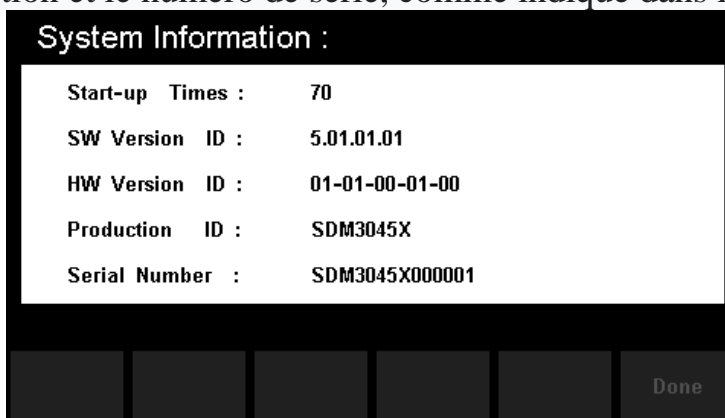 tion et le numéro de série, comme indiqué dans
System Information :
Start-up Times : 70
SW Version ID : 5.01.01.01
HW Version ID : 01-01-00-01-00
Production ID : SDM3045X
Serial Number : SDM3045X000001
Done